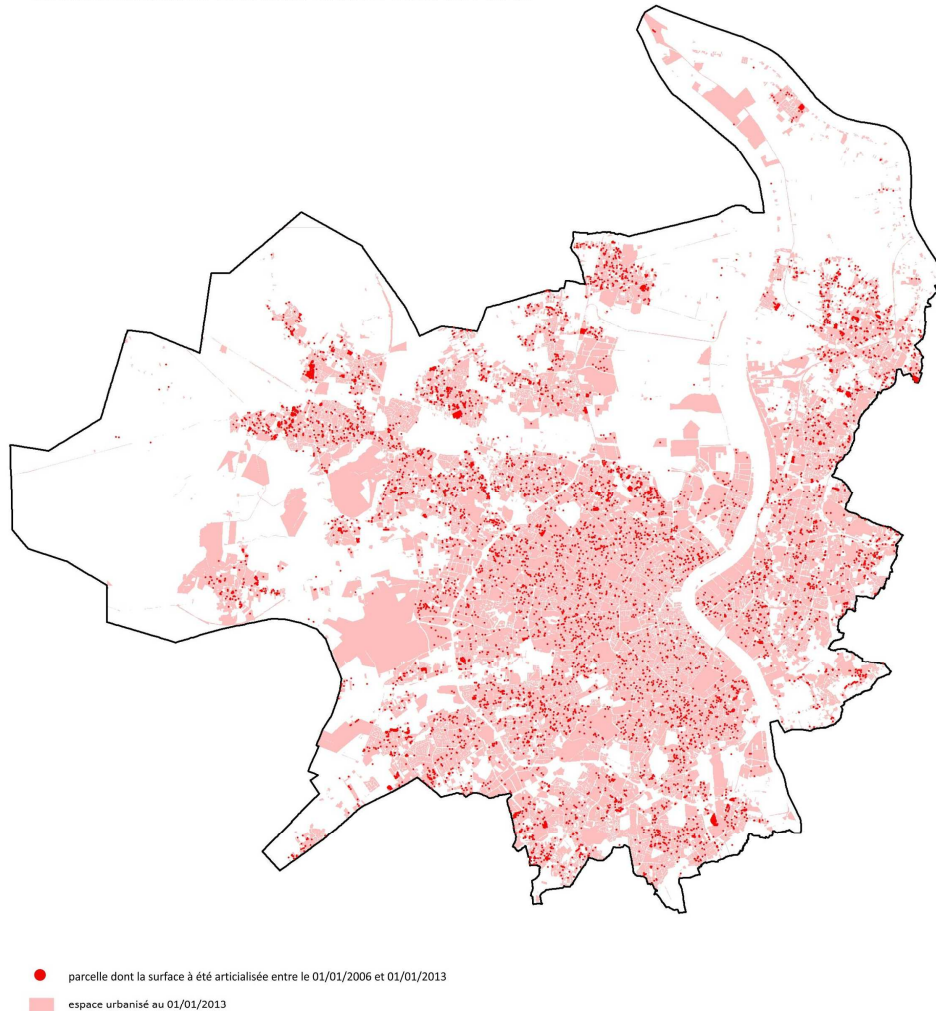 parcelle dont la surface à été articialisée entre le 01/01/2006 et 01/01/2013
espace urbanisé au 01/01/2013